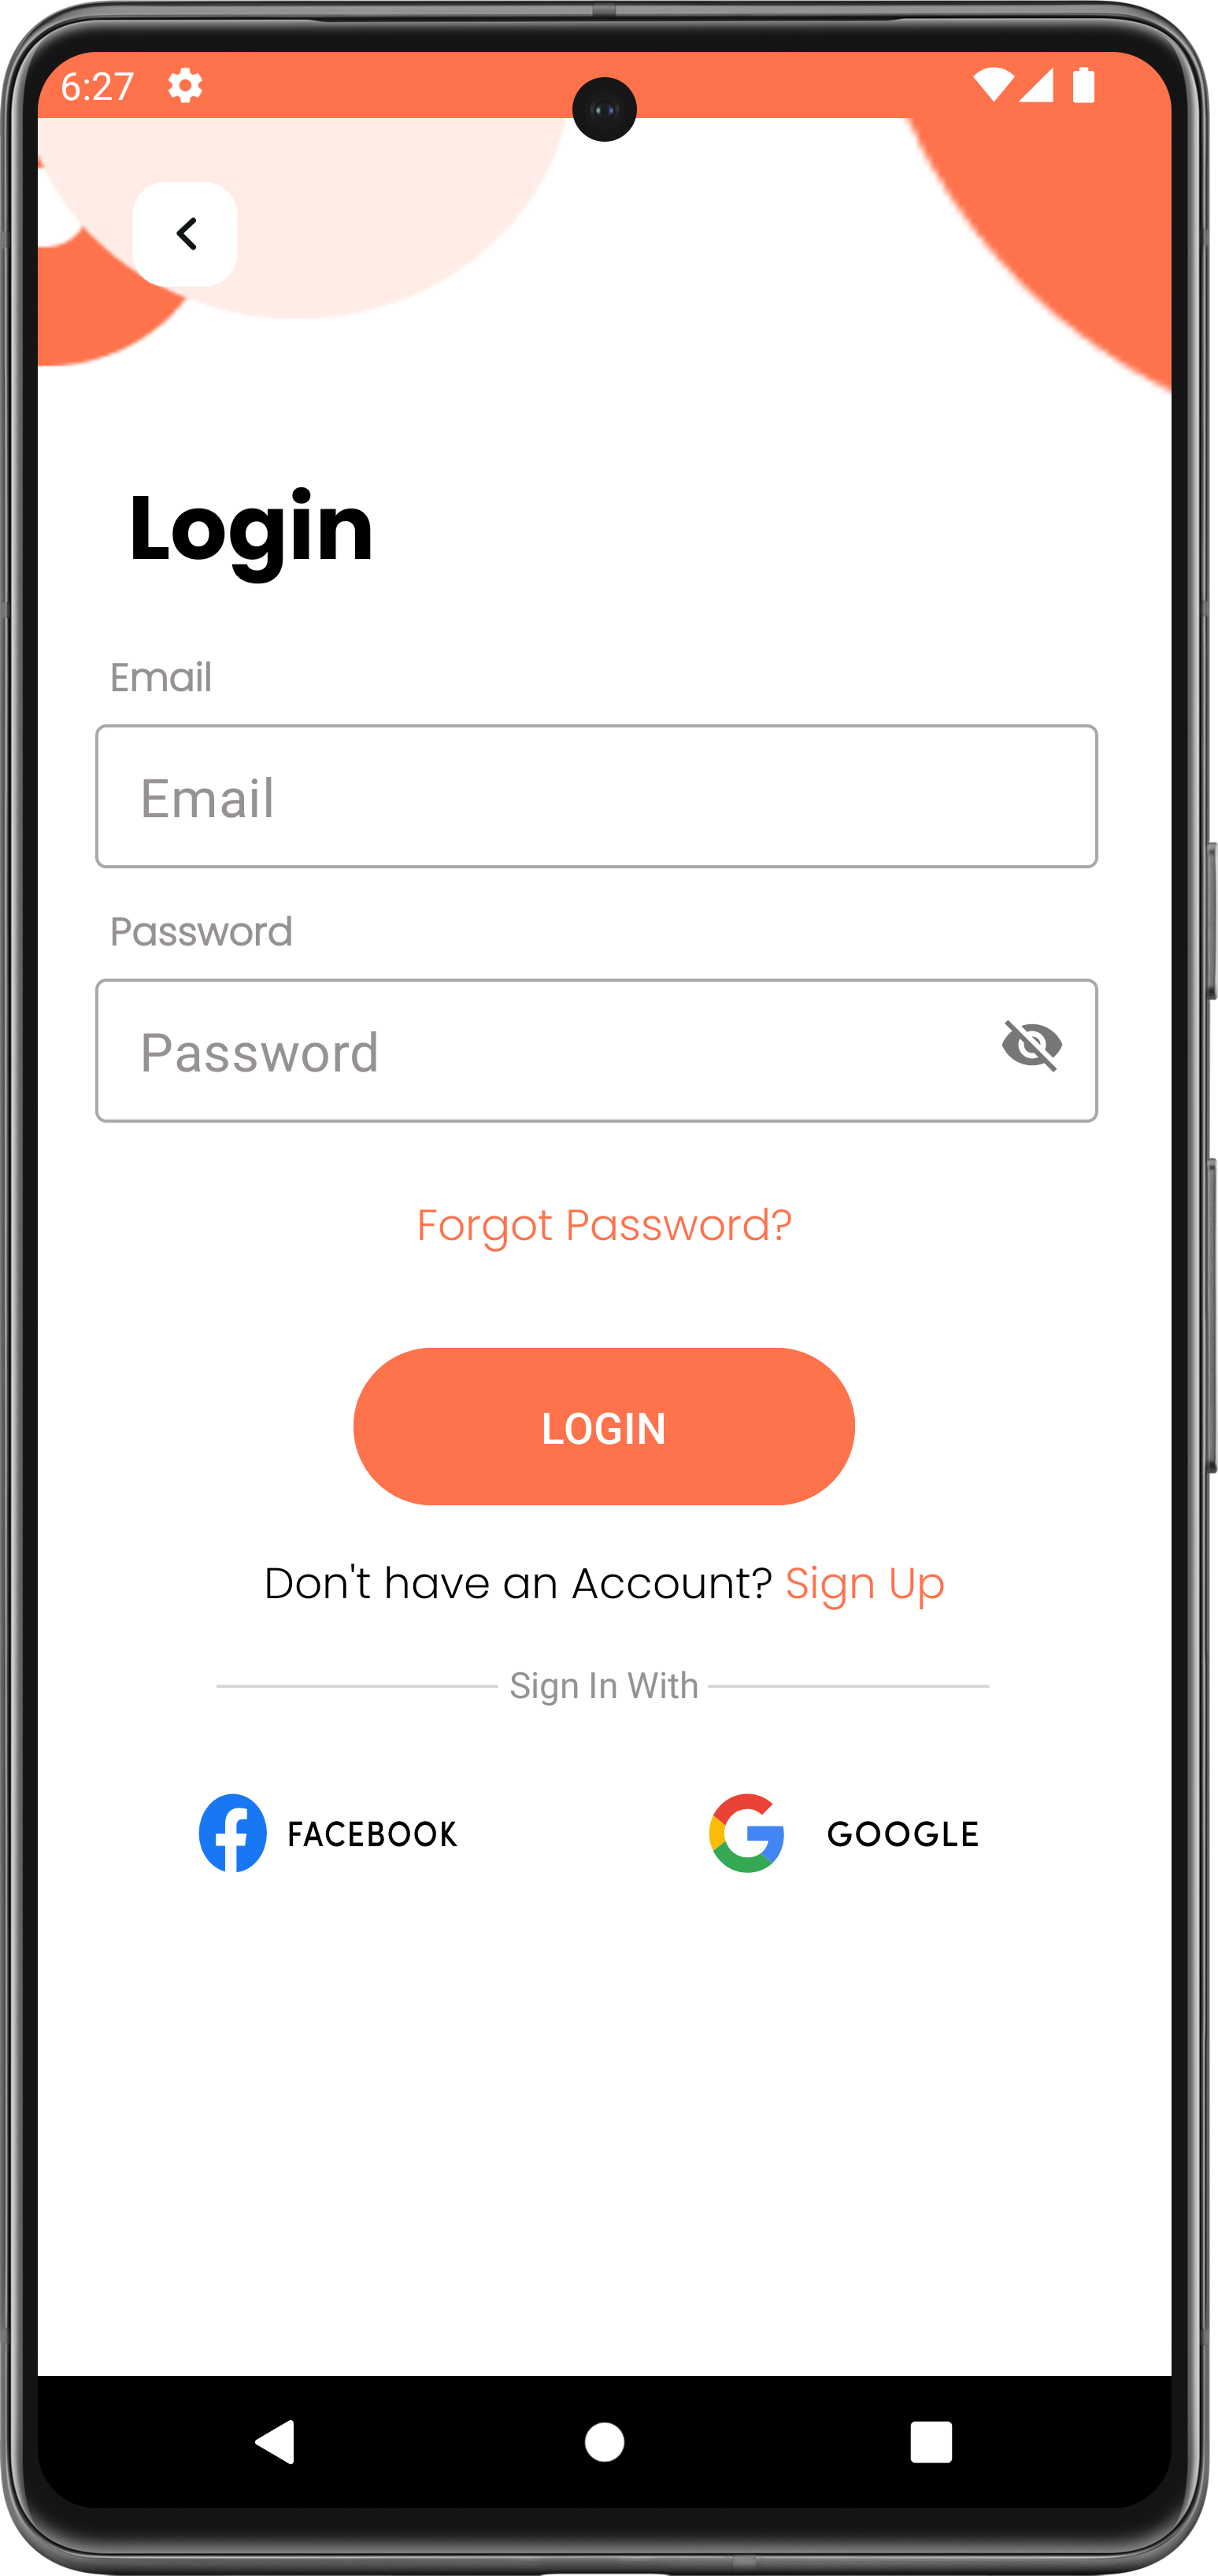 6:27
Login
Email
Email
Password
Password
Forgot Password?
LOGIN
Don't have an Account? Sign Up
Sign In With
FACEBOOK GOOGLE